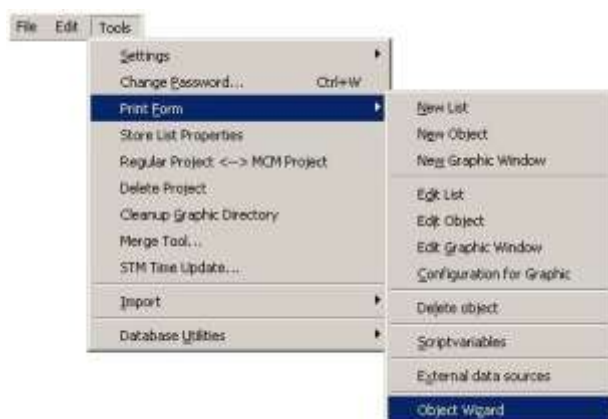 File Edit Tools
Settings
Change Password... Ctrl+W
Print Form
Store List Properties
Regular Project <--> MCM Project
Delete Project
Cleanup Graphic Directory
Merge Tool...
STM Time Update...
Import
Database Utilities
New List
New Object
New Graphic Window
Edit List
Edit Object
Edit Graphic Window
Configuration for Graphic
Delete object
Scriptvariables
External data sources
Object Wizard